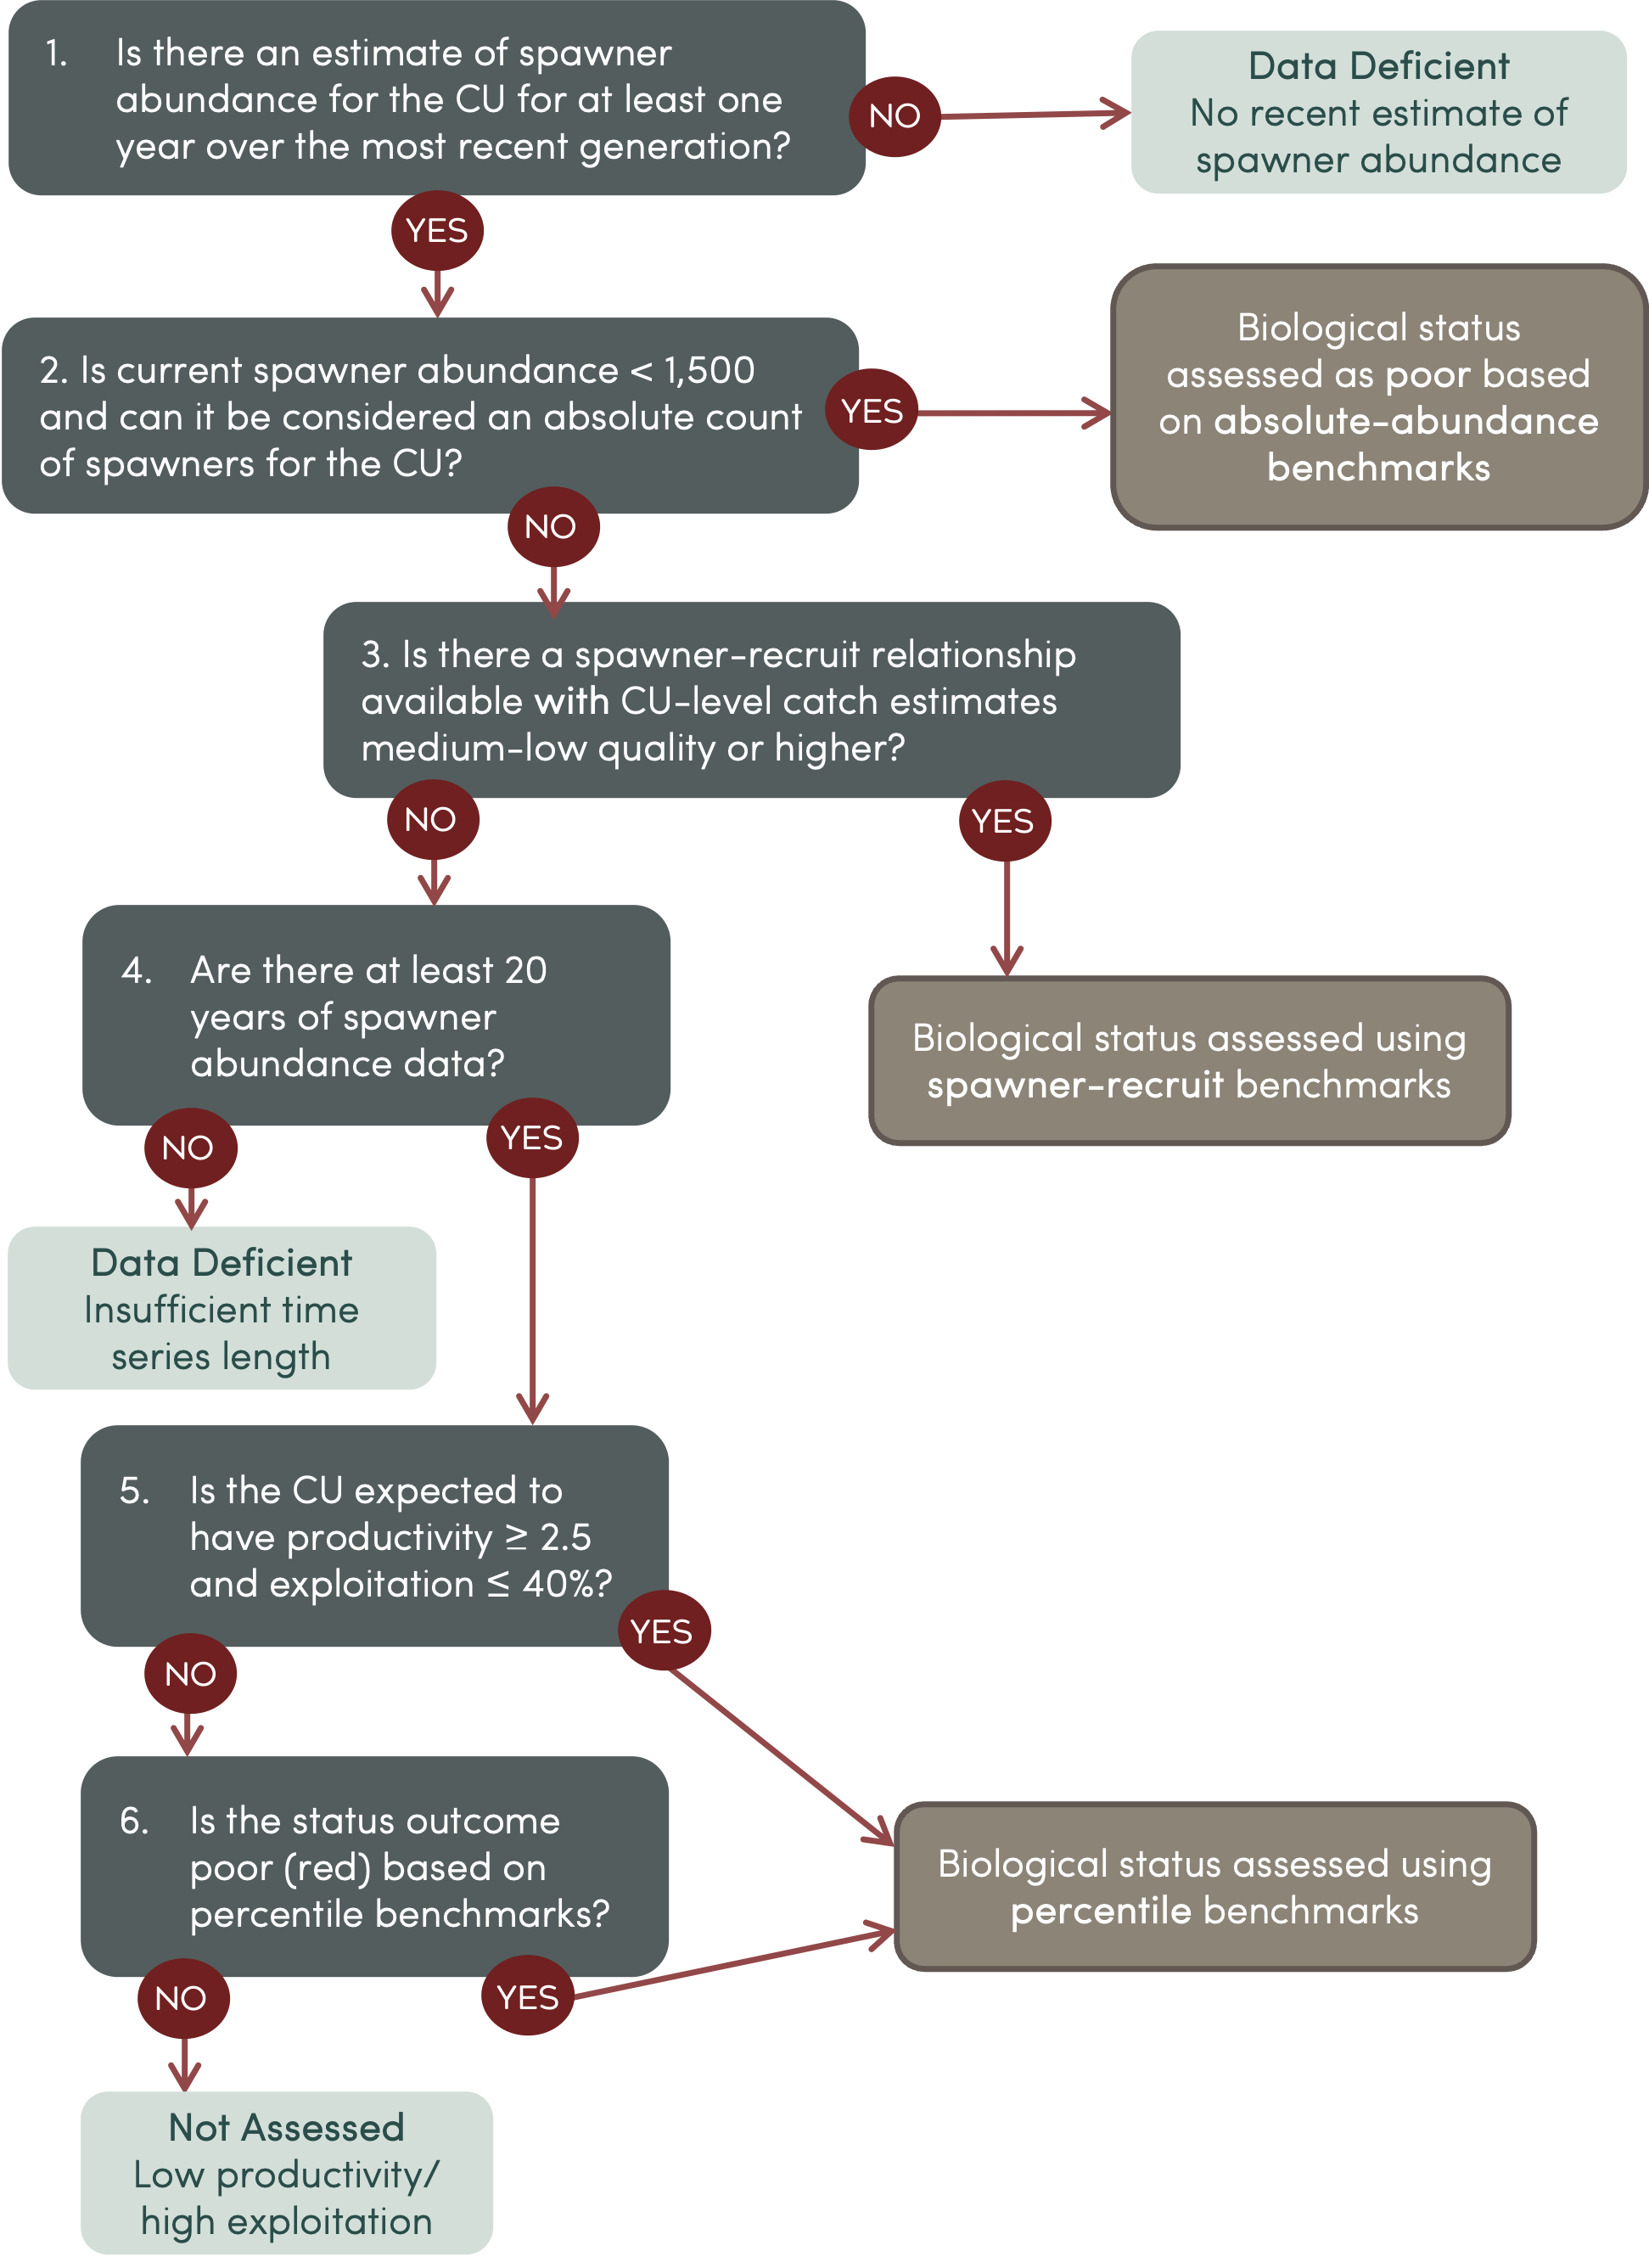 1. Is there an estimate of spawner
abundance for the CU for at least one
year over the most recent generation?
NO
Data Deficient
No recent estimate of
spawner abundance
YES
2. Is current spawner abundance < 1,500
and can it be considered an absolute count
of spawners for the CU?
YES
Biological status
assessed as poor based
on absolute-abundance
benchmarks
NO
3. Is there a spawner-recruit relationship
available with CU-level catch estimates
medium-low quality or higher?
NO
YES
4. Are there at least 20
years of spawner
abundance data?
Biological status assessed using
spawner-recruit benchmarks
NO
YES
Data Deficient
Insufficient time
series length
5. Is the CU expected to
have productivity ≥ 2.5
and exploitation ≤ 40%?
YES
NO
6. Is the status outcome
poor (red) based on
percentile benchmarks?
Biological status assessed using
percentile benchmarks
NO
YES
Not Assessed
Low productivity/
high exploitation